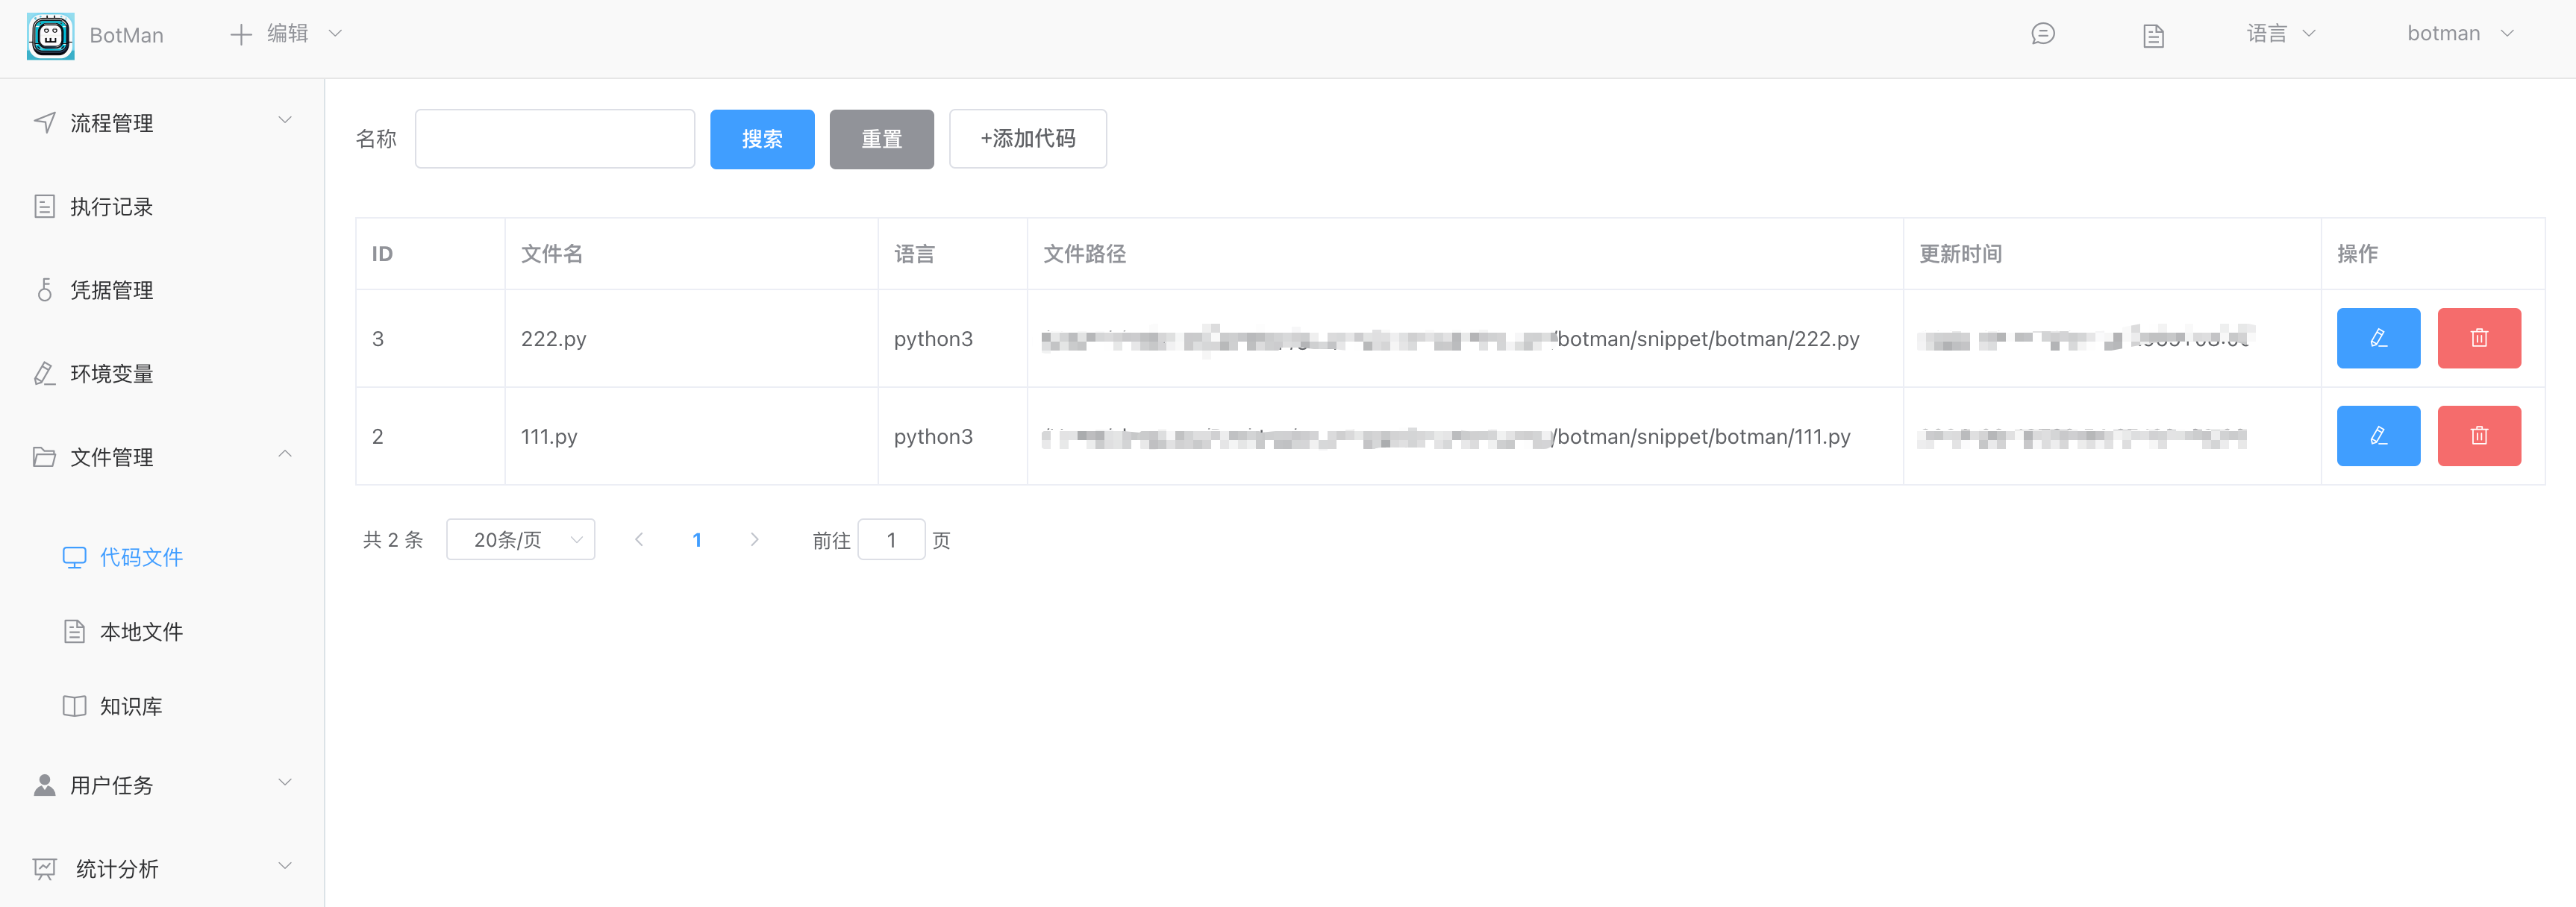 BotMan
编辑
语言
botman
流程管理
执行记录
凭据管理
环境变量
文件管理
代码文件
本地文件
知识库
用户任务
统计分析
名称
搜索
重置
+添加代码
ID 文件名 语言 文件路径 更新时间 操作
3 222.py python3 /botman/snippet/botman/222.py
2 111.py python3 /botman/snippet/botman/111.py
共 2 条 20条/页 1 前往 1 页